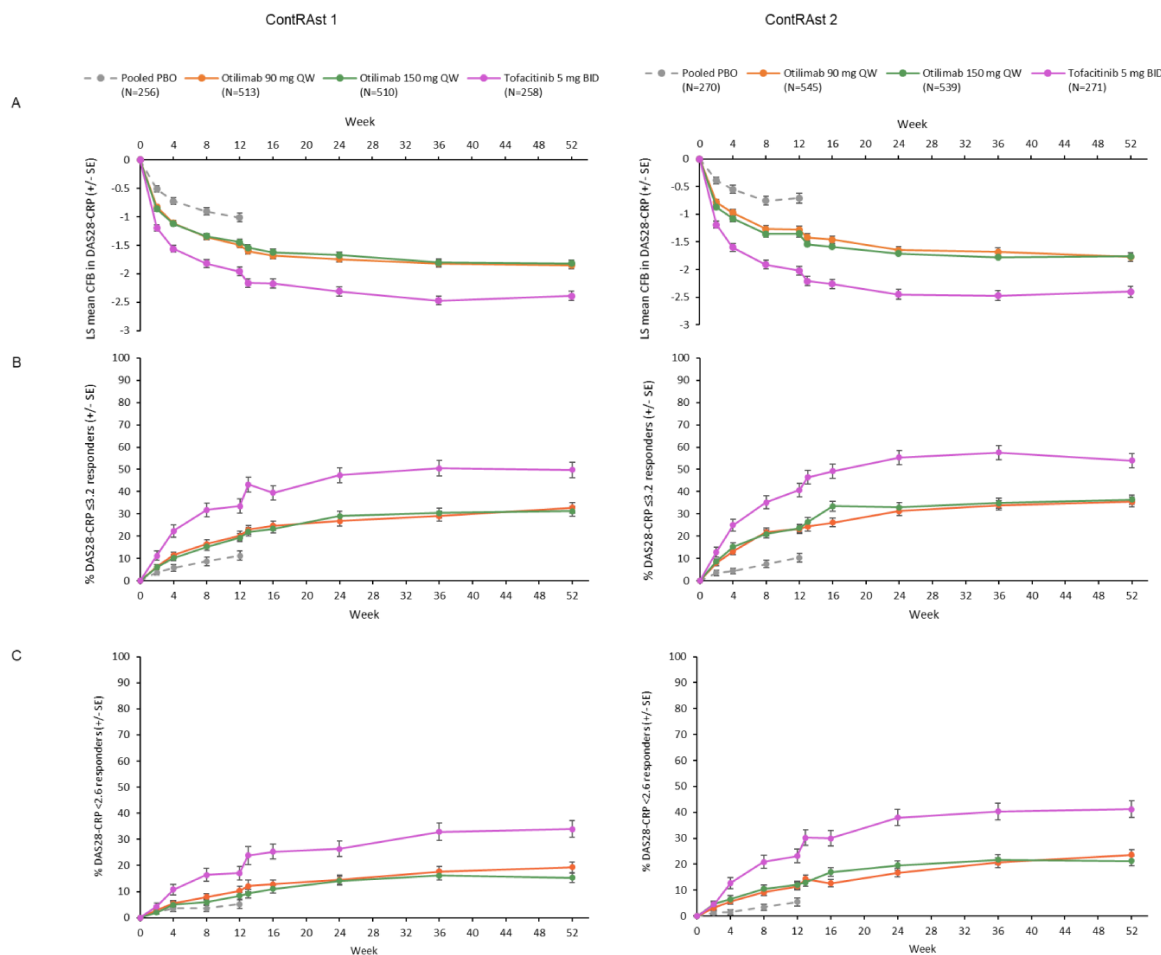 ContRAst 1
ContRAst 2
Pooled PBO (N=256)
Otilimab 90 mg QW (N=513)
Otilimab 150 mg QW (N=510)
Tofacitinib 5 mg BID (N=258)
Pooled PBO (N=270)
Otilimab 90 mg QW (N=545)
Otilimab 150 mg QW (N=539)
Tofacitinib 5 mg BID (N=271)
A
Week
0 4 8 12 16 20 24 28 32 36 40 44 48 52
0
-0.5
-1
-1.5
-2
-2.5
-3
LS mean CFB in DAS28-CRP (+/- SE)
Week
0 4 8 12 16 20 24 28 32 36 40 44 48 52
0
-0.5
-1
-1.5
-2
-2.5
-3
LS mean CFB in DAS28-CRP (+/- SE)
B
100
90
80
70
60
50
40
30
20
10
0
% DAS28-CRP ≤3.2 responders (+/- SE)
0 4 8 12 16 20 24 28 32 36 40 44 48 52
Week
100
90
80
70
60
50
40
30
20
10
0
% DAS28-CRP ≤3.2 responders (+/- SE)
0 4 8 12 16 20 24 28 32 36 40 44 48 52
Week
C
100
90
80
70
60
50
40
30
20
10
0
% DAS28-CRP <2.6 responders (+/- SE)
0 4 8 12 16 20 24 28 32 36 40 44 48 52
Week
100
90
80
70
60
50
40
30
20
10
0
% DAS28-CRP <2.6 responders (+/- SE)
0 4 8 12 16 20 24 28 32 36 40 44 48 52
Week